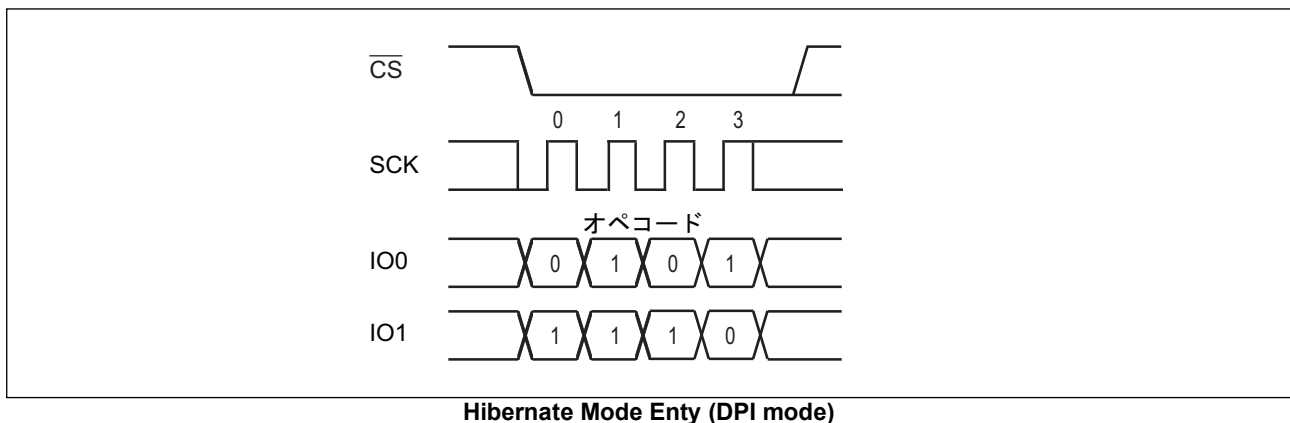 CS
0 1 2 3
SCK
オペコード
IO0 0 1 0 1
IO1 1 1 1 0
Hibernate Mode Enty (DPI mode)